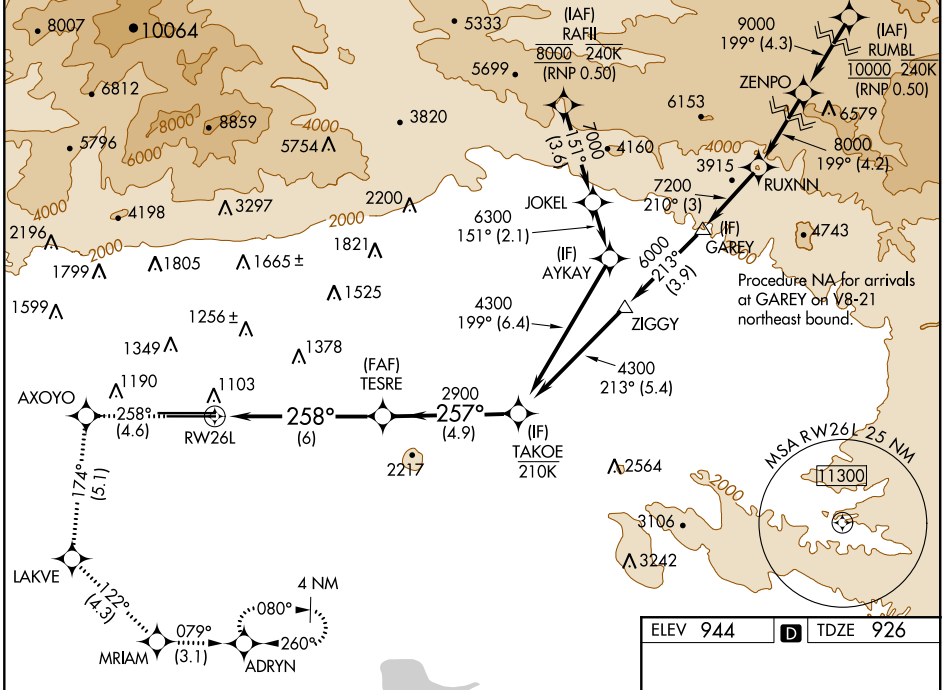 8007
10064
5333
(IAF)
RAFII
8000 240K
(RNP 0.50)
9000
199° (4.3)
(IAF)
RUMBL
10000 240K
(RNP 0.50)
5699
ZENPO
6812
6153
6579
8000
8859
4000
3820
7000
151°
(3.6)
4160
4000
8000
199° (4.2)
5796
6000
5754
3915
RUXNN
7200
210° (3)
4000
4198
3297
2200
2000
JOKEL
6300
151° (2.1)
(IF)
GAREY
2000
4743
2196
2000
1799
1805
1665 ±
1821
(IF)
AYKAY
6000
213°
(3.9)
Procedure NA for arrivals
at GAREY on V8-21
northeast bound.
1599
1525
4300
199° (6.4)
ZIGGY
1256 ±
1349
1378
(FAF)
TESRE
4300
213° (5.4)
1190
1103
2900
AXOYO
258°
(4.6)
RW26L
258°
(6)
257°
(4.9)
(IF)
TAKOE
210K
MSA RW26L 25 NM
11300
174°
(5.1)
2217
2564
2000
3106
LAKVE
3242
122°
(4.3)
4 NM
080°
079°
(3.1)
260°
MRIAM
ADRYN
ELEV 944 D TDZE 926